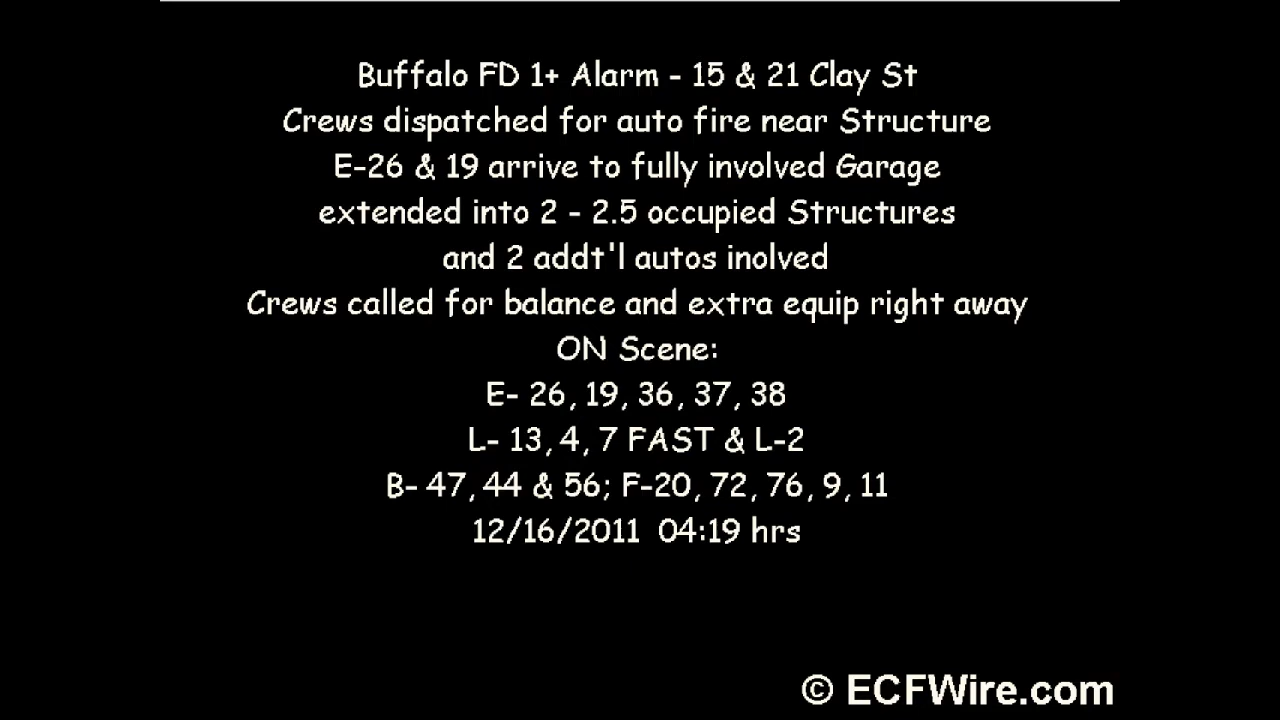 Buffalo FD 1+ Alarm - 15 & 21 Clay St
Crews dispatched for auto fire near Structure
E-26 & 19 arrive to fully involved Garage
extended into 2 - 2.5 occupied Structures
and 2 addt'l autos inolved
Crews called for balance and extra equip right away
ON Scene:
E- 26, 19, 36, 37, 38
L- 13, 4, 7 FAST & L-2
B- 47, 44 & 56; F-20, 72, 76, 9, 11
12/16/2011  04:19 hrs
© ECFWire.com